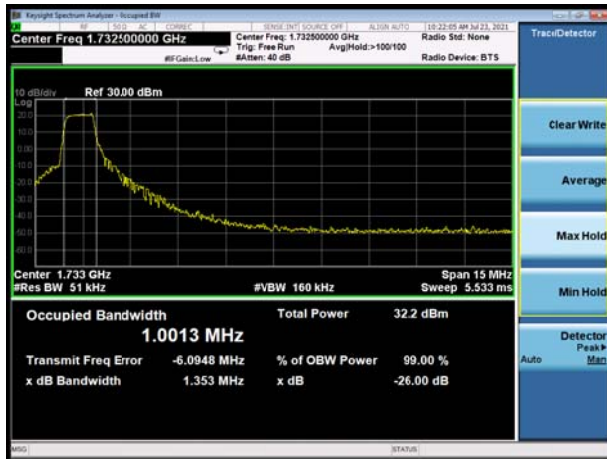 Keysight Spectrum Analyzer - Occupied BW
RF 50 Ω AC CORREC SENSE:INT SOURCE OFF ALIGN AUTO 10:22:05 AM Jul 23, 2021
Center Freq 1.732500000 GHz
Center Freq: 1.732500000 GHz Radio Std: None
Trig: Free Run Avg|Hold:>100/100
#IFGain:Low #Atten: 40 dB Radio Device: BTS
Trace/Detector
10 dB/div Ref 30.00 dBm
Log
20.0
10.0
0.00
-10.0
-20.0
-30.0
-40.0
-50.0
-60.0
Center 1.733 GHz Span 15 MHz
#Res BW 51 kHz #VBW 160 kHz Sweep 5.533 ms
Occupied Bandwidth Total Power 32.2 dBm
1.0013 MHz
Transmit Freq Error -6.0948 MHz % of OBW Power 99.00 %
x dB Bandwidth 1.353 MHz x dB -26.00 dB
Clear Write
Average
Max Hold
Min Hold
Detector
Peak▶
Auto Man
MSG STATUS